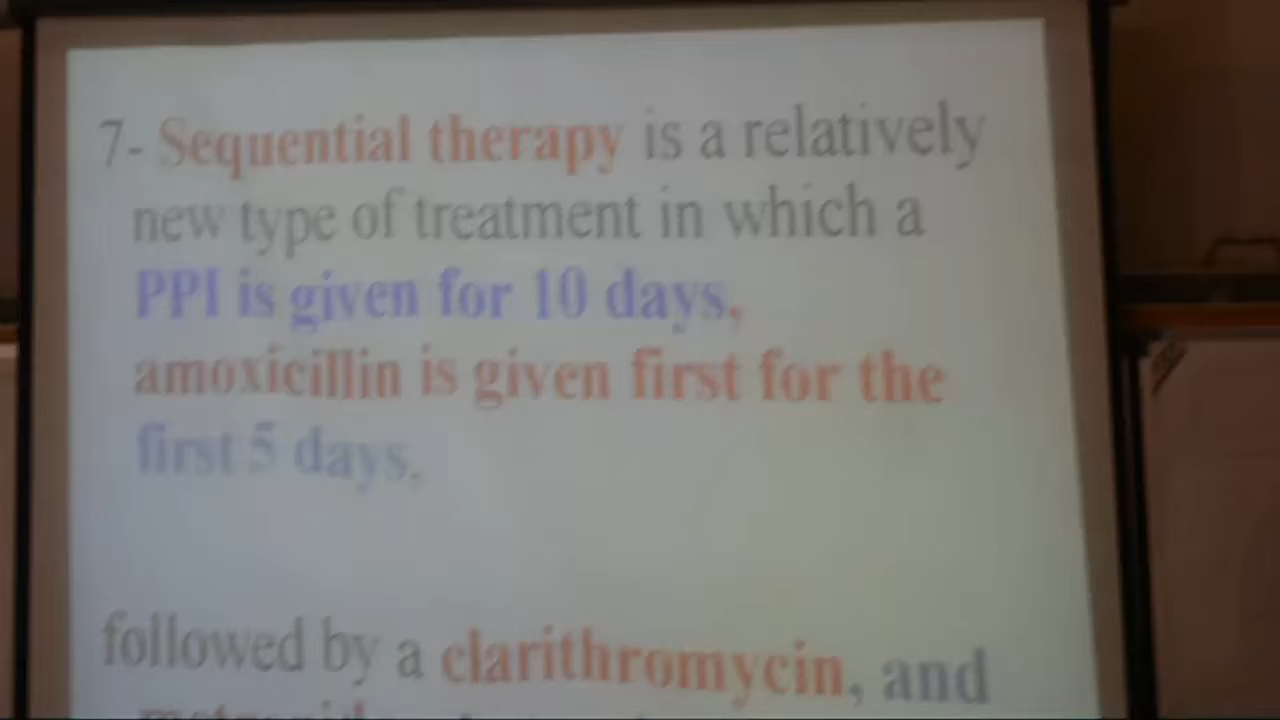 7- Sequential therapy is a relatively
new type of treatment in which a
PPI is given for 10 days,
amoxicillin is given first for the
first 5 days.
followed by a clarithromycin, and